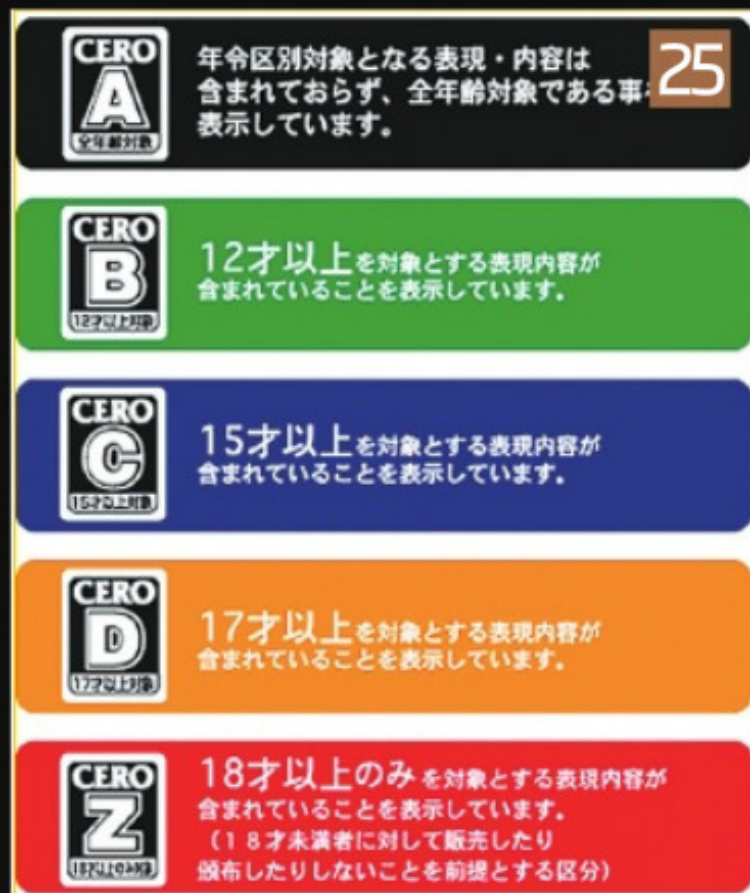 25
CERO
A
全年齢対象
年令区別対象となる表現・内容は
含まれておらず、全年齢対象である事
表示しています。
CERO
B
12才以上対象
12才以上を対象とする表現内容が
含まれていることを表示しています。
CERO
C
15才以上対象
15才以上を対象とする表現内容が
含まれていることを表示しています。
CERO
D
17才以上対象
17才以上を対象とする表現内容が
含まれていることを表示しています。
CERO
Z
18才以上のみ対象
18才以上のみを対象とする表現内容が
含まれていることを表示しています。
(18才未満者に対して販売したり
頒布したりしないことを前提とする区分)